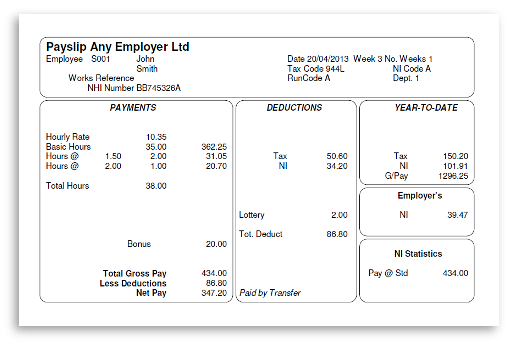 Payslip Any Employer Ltd
Employee S001 John Smith
Works Reference
NHI Number BB745326A
Date 20/04/2013 Week 3 No. Weeks 1
Tax Code 944L NI Code A
RunCode A Dept. 1
PAYMENTS
Hourly Rate 10.35
Basic Hours 35.00 362.25
Hours @ 1.50 2.00 31.05
Hours @ 2.00 1.00 20.70
Total Hours 38.00
Bonus 20.00
Total Gross Pay 434.00
Less Deductions 86.80
Net Pay 347.20
DEDUCTIONS
Tax 50.60
NI 34.20
Lottery 2.00
Tot. Deduct 86.80
Paid by Transfer
YEAR-TO-DATE
Tax 150.20
NI 101.91
G/Pay 1296.25
Employer's
NI 39.47
NI Statistics
Pay @ Std 434.00